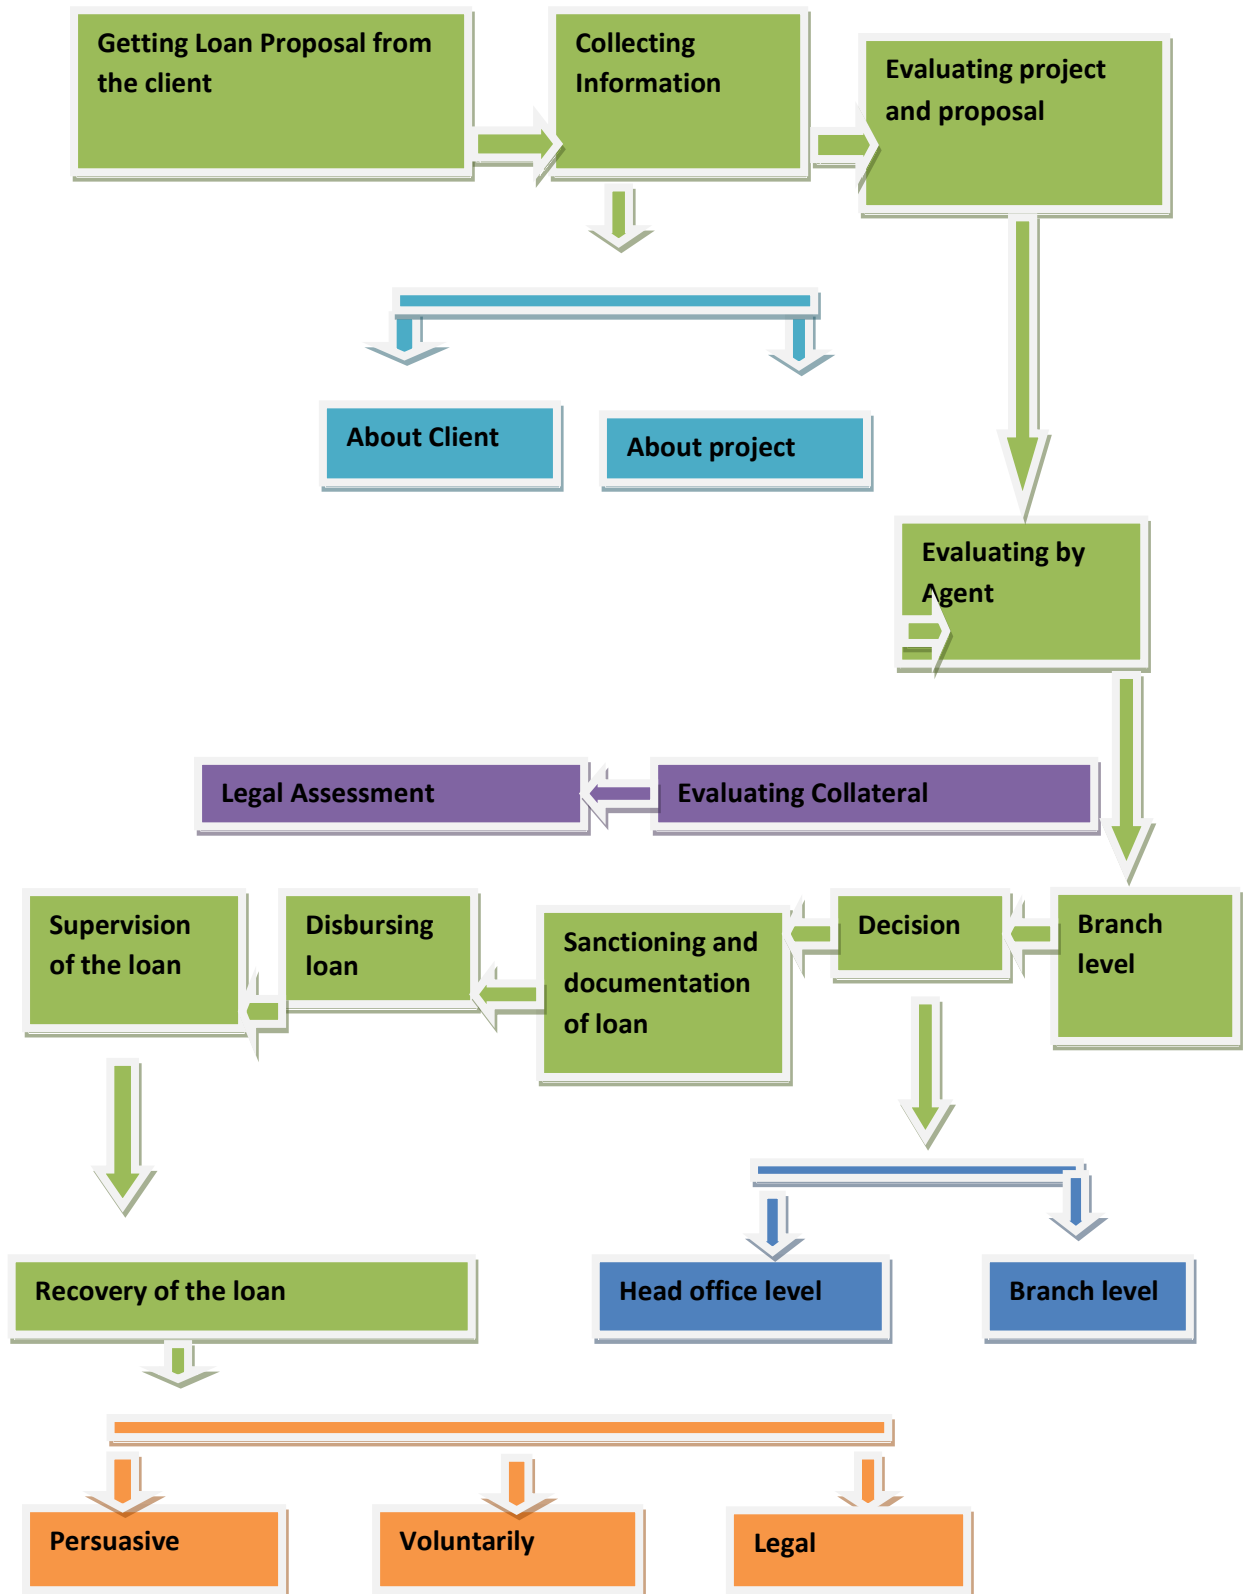 Getting Loan Proposal from
the client
Collecting
Information
Evaluating project
and proposal
About Client
About project
Evaluating by
Agent
Legal Assessment
Evaluating Collateral
Supervision
of the loan
Disbursing
loan
Sanctioning and
documentation
of loan
Decision
Branch
level
Recovery of the loan
Head office level
Branch level
Persuasive
Voluntarily
Legal